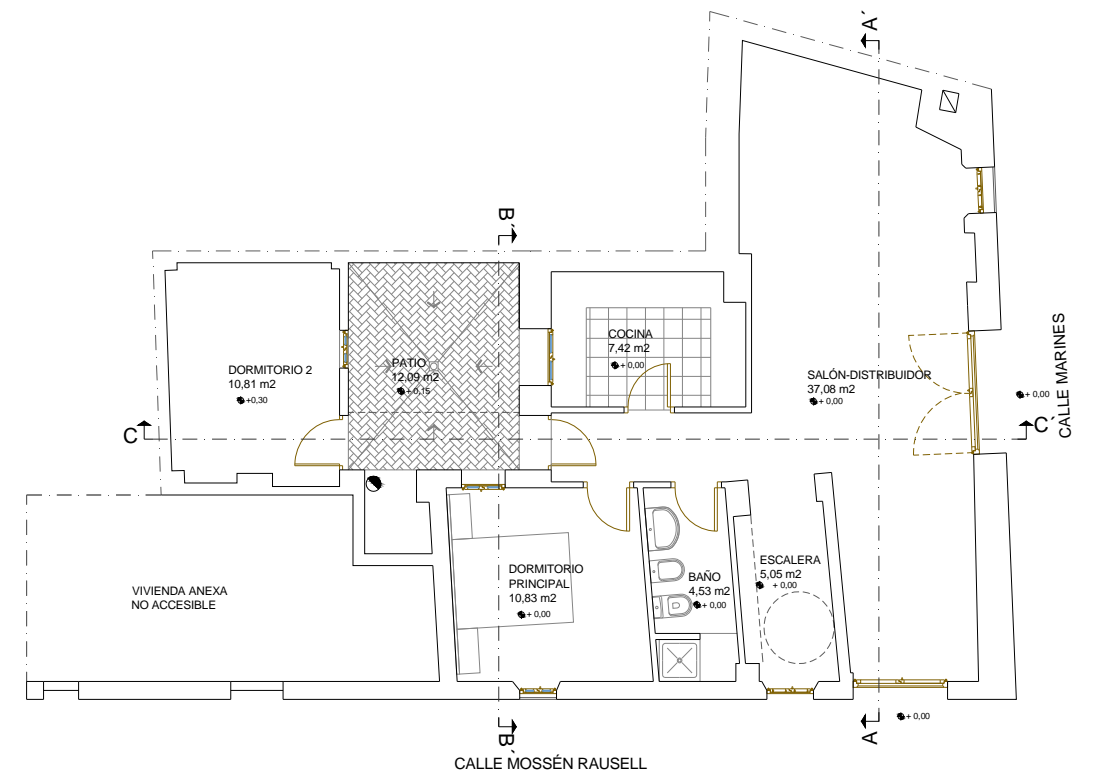 A´
B´
DORMITORIO 2
10,81 m2
+0,30
PATIO
12,09 m2
+0,15
COCINA
7,42 m2
+ 0,00
SALÓN-DISTRIBUIDOR
37,08 m2
+ 0,00
+ 0,00
CALLE MARINES
C
C´
VIVIENDA ANEXA
NO ACCESIBLE
DORMITORIO
PRINCIPAL
10,83 m2
+ 0,00
BAÑO
4,53 m2
+ 0,00
ESCALERA
5,05 m2
+ 0,00
B´
A
+ 0,00
CALLE MOSSÉN RAUSELL